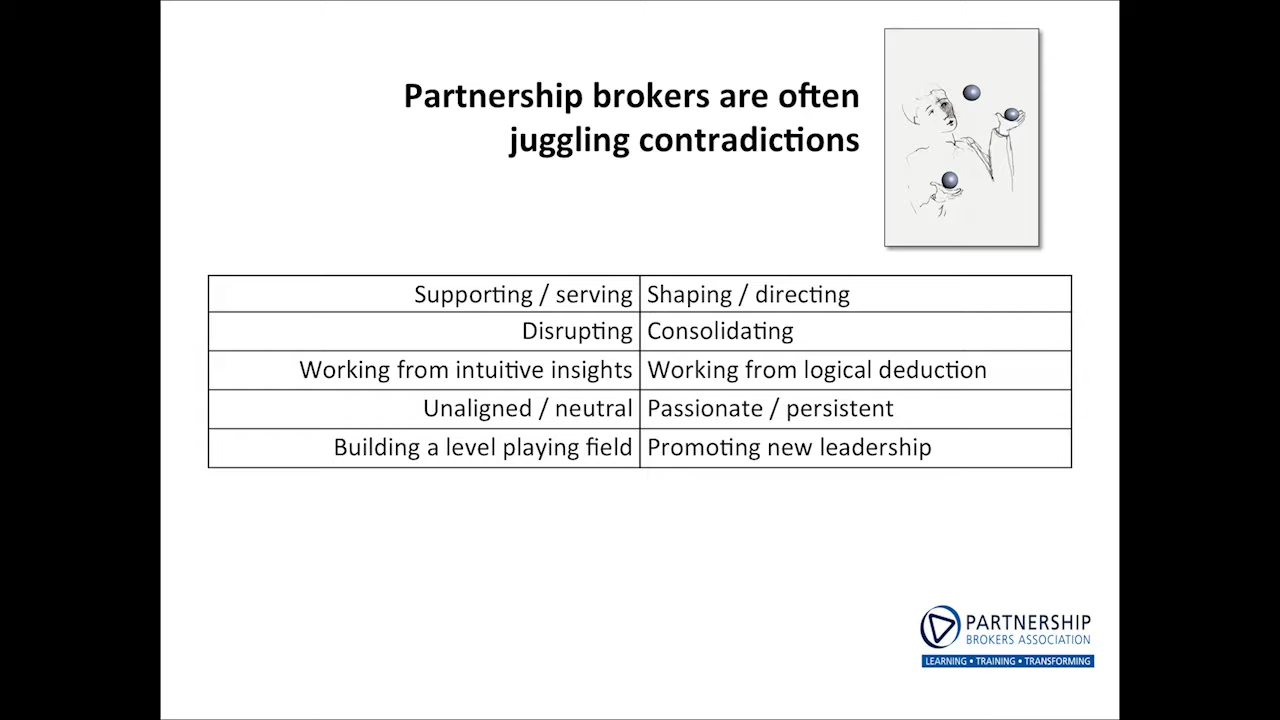 Partnership brokers are often
juggling contradictions
Supporting / serving Shaping / directing
Disrupting Consolidating
Working from intuitive insights Working from logical deduction
Unaligned / neutral Passionate / persistent
Building a level playing field Promoting new leadership
PARTNERSHIP
BROKERS ASSOCIATION
LEARNING • TRAINING • TRANSFORMING